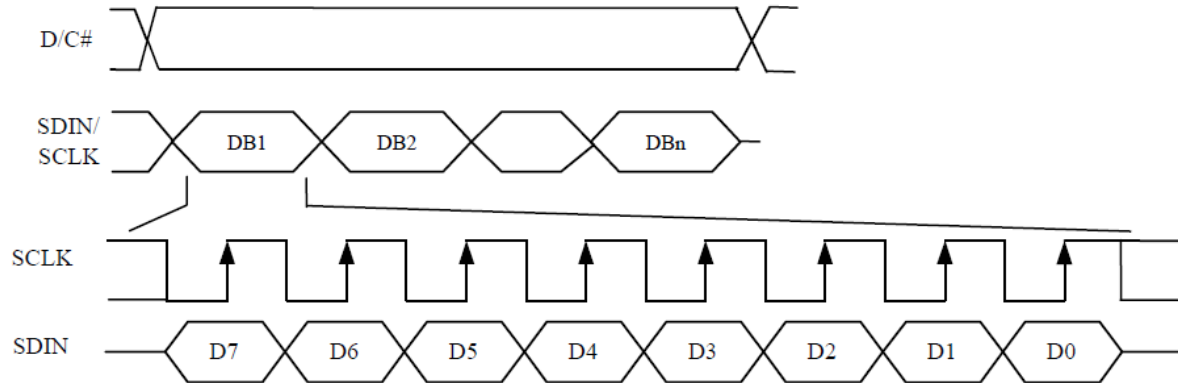 D/C#
SDIN/
SCLK
DB1 DB2 DBn
SCLK
SDIN
D7 D6 D5 D4 D3 D2 D1 D0